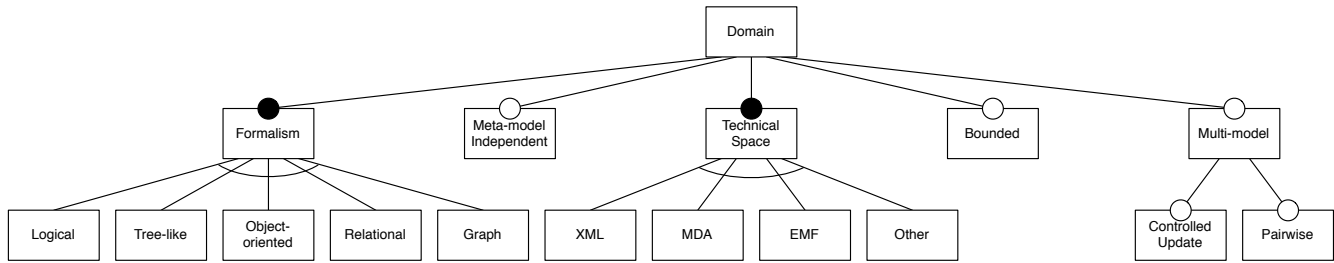 Domain
Formalism
Meta-model
Independent
Technical
Space
Bounded
Multi-model
Logical
Tree-like
Object-
oriented
Relational
Graph
XML
MDA
EMF
Other
Controlled
Update
Pairwise